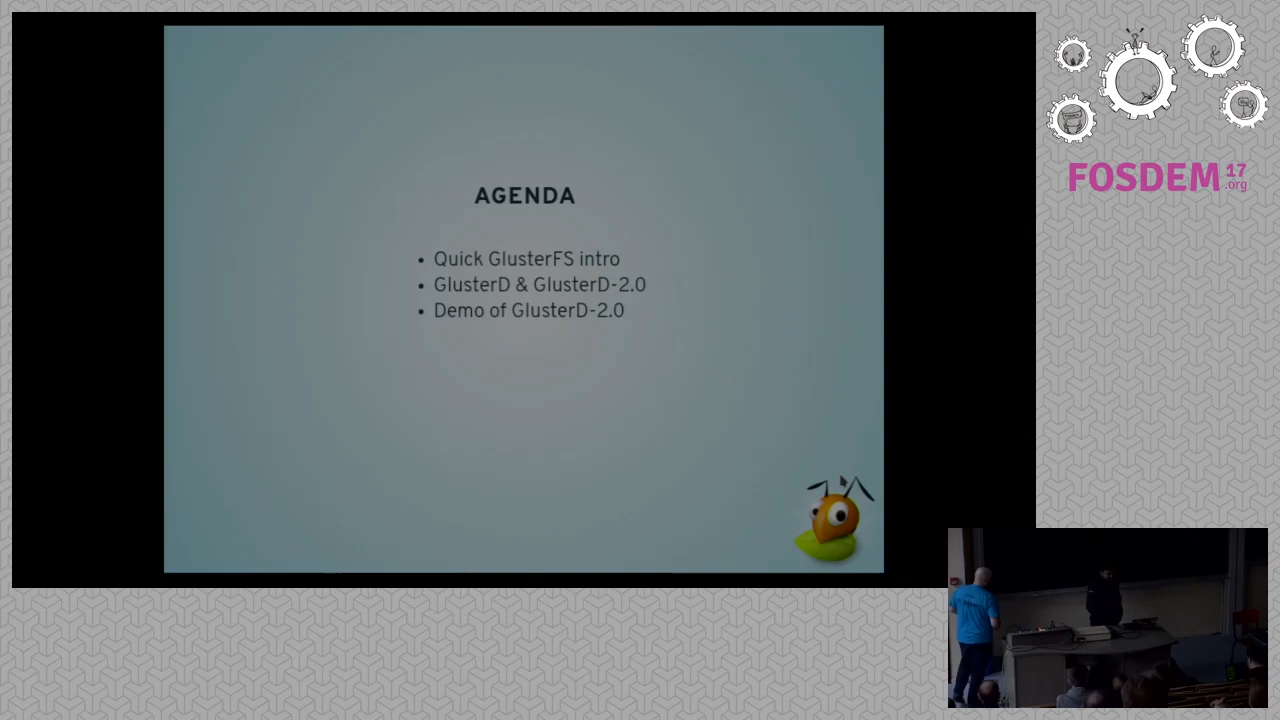 AGENDA
• Quick GlusterFS intro
• GlusterD & GlusterD-2.0
• Demo of GlusterD-2.0
FOSDEM 17 .org